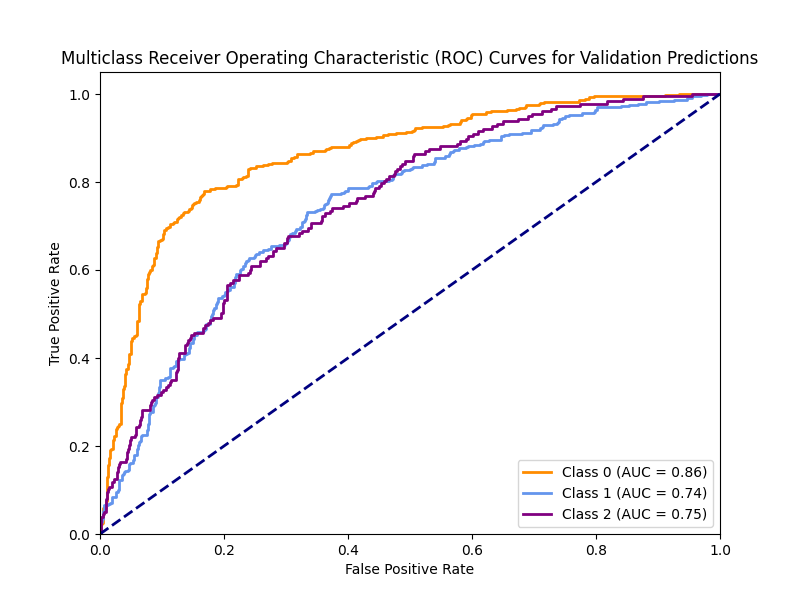 Multiclass Receiver Operating Characteristic (ROC) Curves for Validation Predictions
True Positive Rate
1.0
0.8
0.6
0.4
0.2
0.0
Class 0 (AUC = 0.86)
Class 1 (AUC = 0.74)
Class 2 (AUC = 0.75)
0.0 0.2 0.4 0.6 0.8 1.0
False Positive Rate